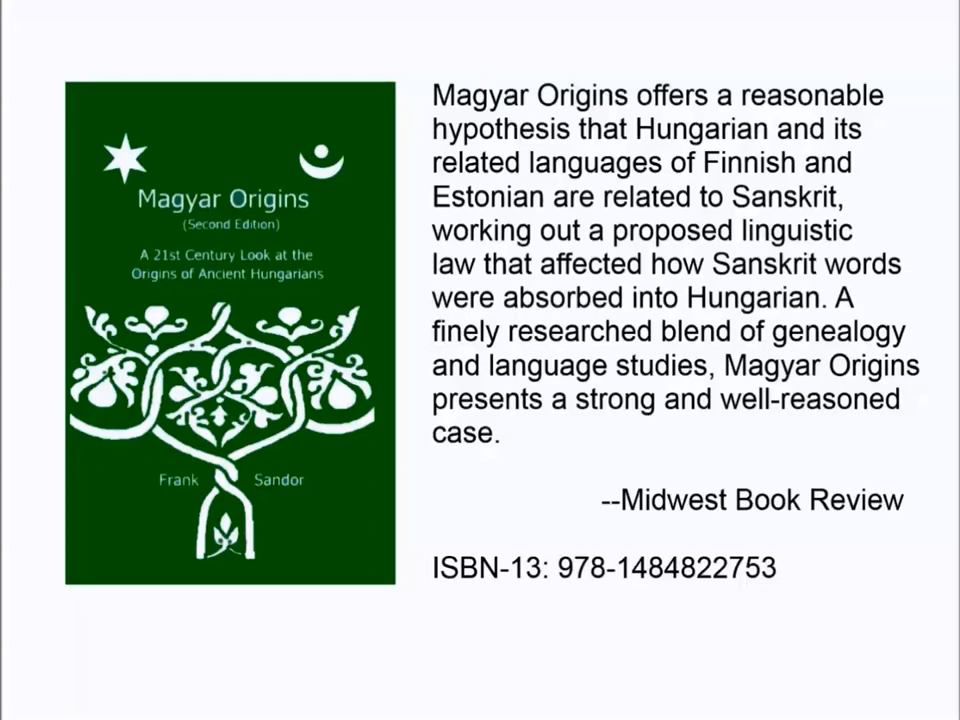 Magyar Origins
(Second Edition)
A 21st Century Look at the
Origins of Ancient Hungarians
Frank Sandor
Magyar Origins offers a reasonable
hypothesis that Hungarian and its
related languages of Finnish and
Estonian are related to Sanskrit,
working out a proposed linguistic
law that affected how Sanskrit words
were absorbed into Hungarian. A
finely researched blend of genealogy
and language studies, Magyar Origins
presents a strong and well-reasoned
case.
--Midwest Book Review
ISBN-13: 978-1484822753